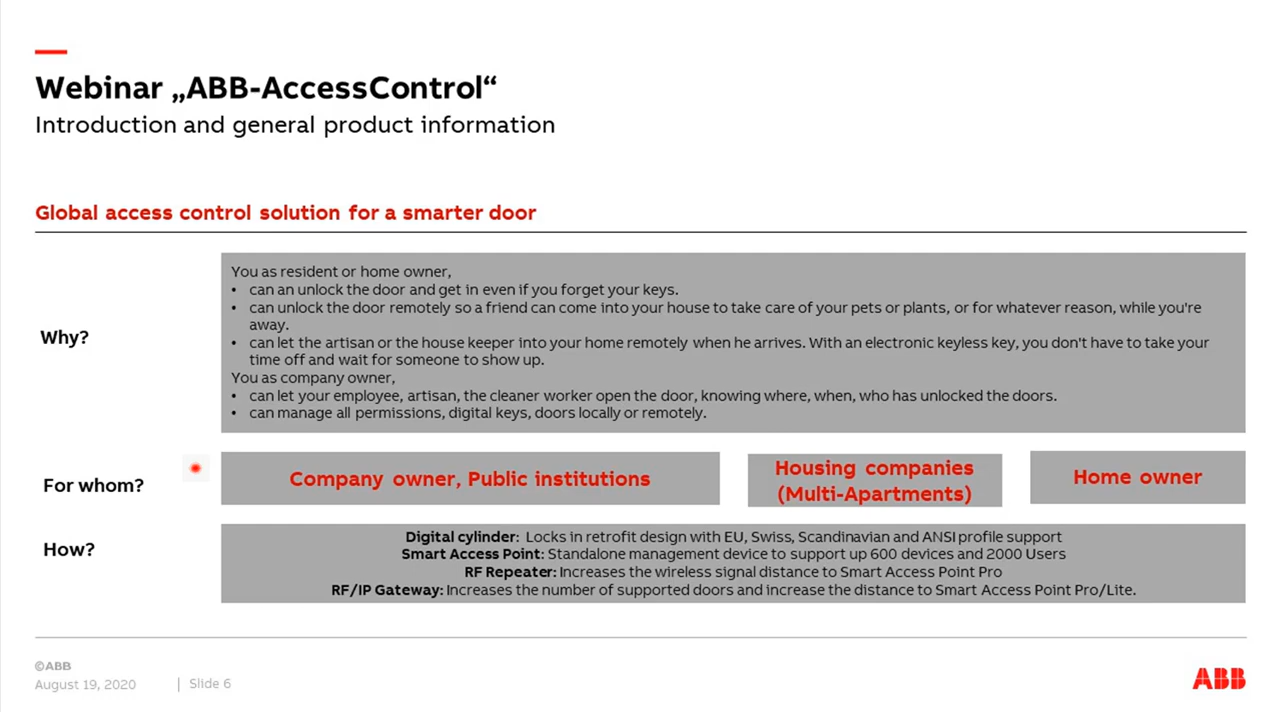 Webinar „ABB-AccessControl“
Introduction and general product information
Global access control solution for a smarter door
Why?
You as resident or home owner,
• can an unlock the door and get in even if you forget your keys.
• can unlock the door remotely so a friend can come into your house to take care of your pets or plants, or for whatever reason, while you're
away.
• can let the artisan or the house keeper into your home remotely when he arrives. With an electronic keyless key, you don't have to take your
time off and wait for someone to show up.
You as company owner,
• can let your employee, artisan, the cleaner worker open the door, knowing where, when, who has unlocked the doors.
• can manage all permissions, digital keys, doors locally or remotely.
For whom?
Company owner, Public institutions
Housing companies
(Multi-Apartments)
Home owner
How?
Digital cylinder: Locks in retrofit design with EU, Swiss, Scandinavian and ANSI profile support
Smart Access Point: Standalone management device to support up 600 devices and 2000 Users
RF Repeater: Increases the wireless signal distance to Smart Access Point Pro
RF/IP Gateway: Increases the number of supported doors and increase the distance to Smart Access Point Pro/Lite.
©ABB
August 19, 2020 | Slide 6
ABB